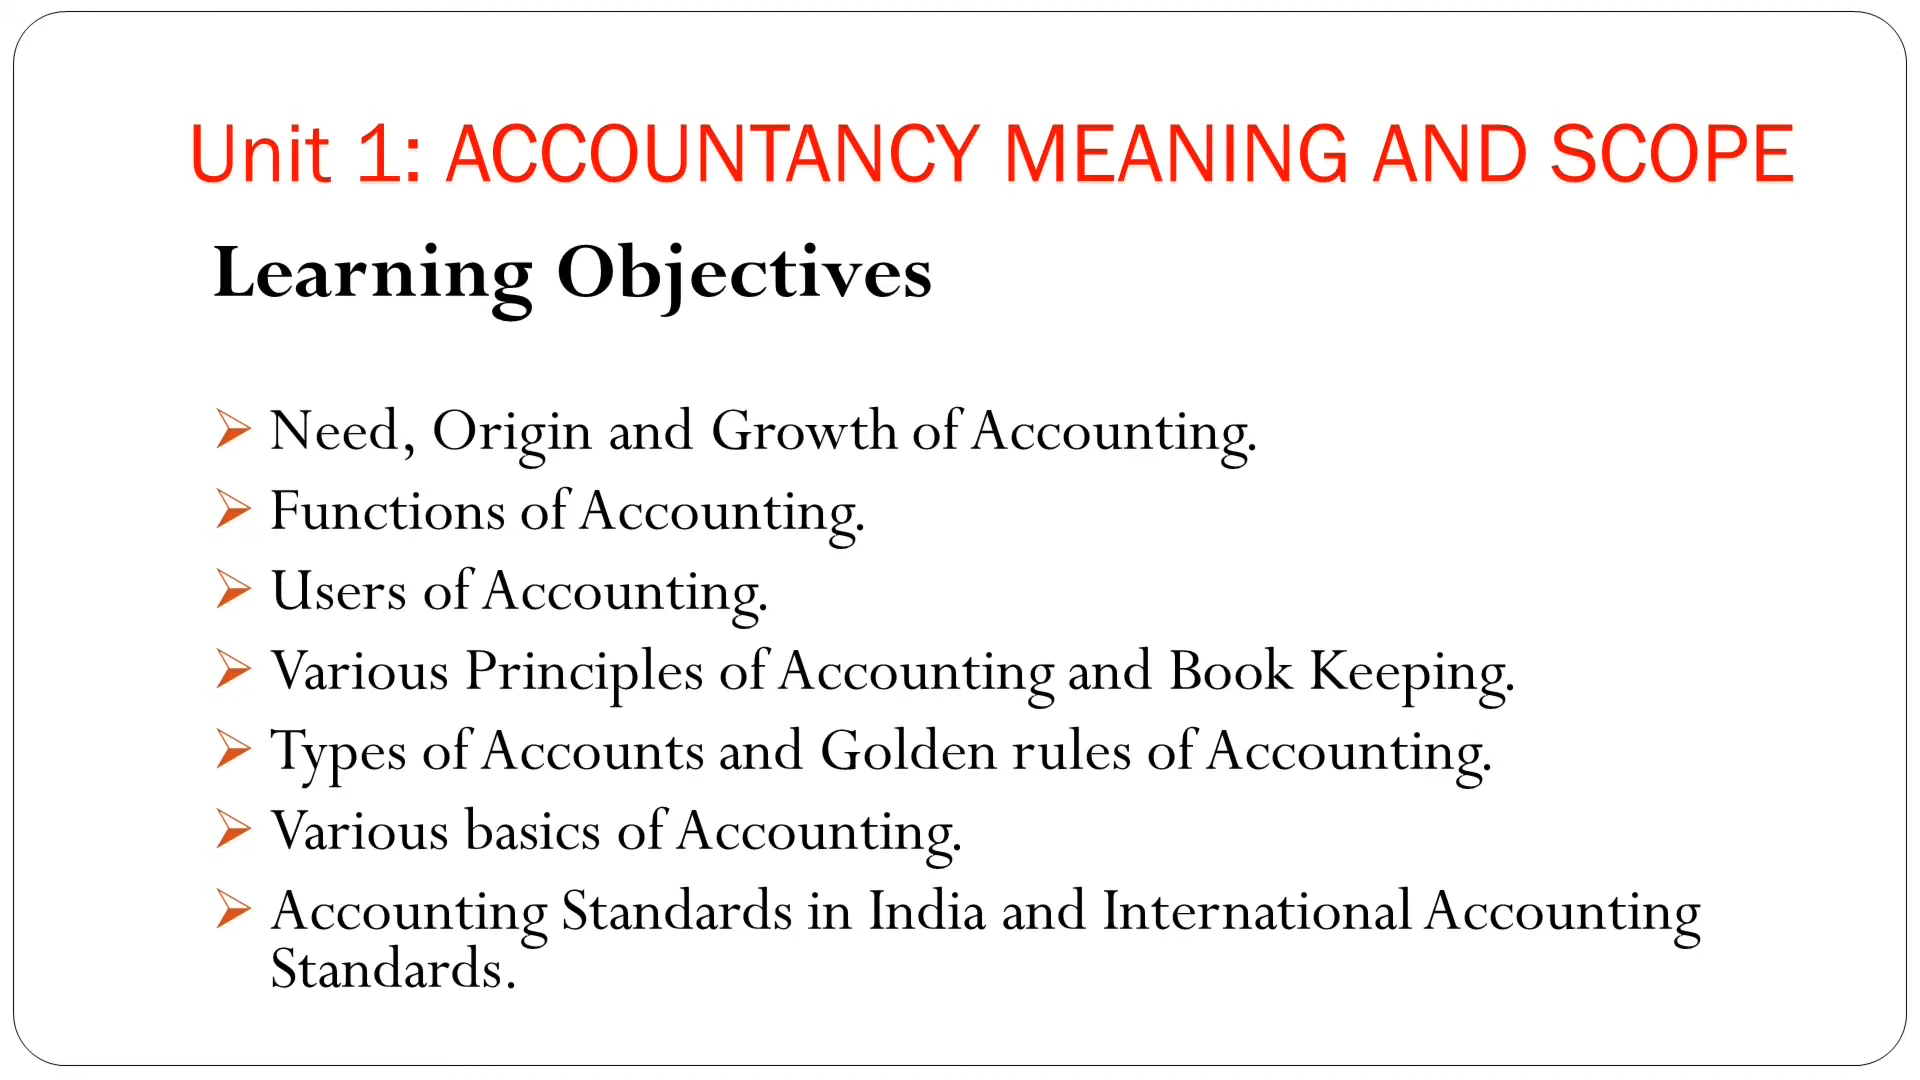 Unit 1: ACCOUNTANCY MEANING AND SCOPE
Learning Objectives
Need, Origin and Growth of Accounting.
Functions of Accounting.
Users of Accounting.
Various Principles of Accounting and Book Keeping.
Types of Accounts and Golden rules of Accounting.
Various basics of Accounting.
Accounting Standards in India and International Accounting
Standards.